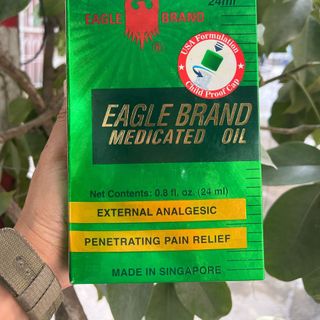 24ml
EAGLE BRAND
®
USA Formulation
Child Proof Cap
EAGLE BRAND
MEDICATED OIL
Net Contents: 0.8 fl. oz. (24 ml)
EXTERNAL ANALGESIC
PENETRATING PAIN RELIEF
MADE IN SINGAPORE